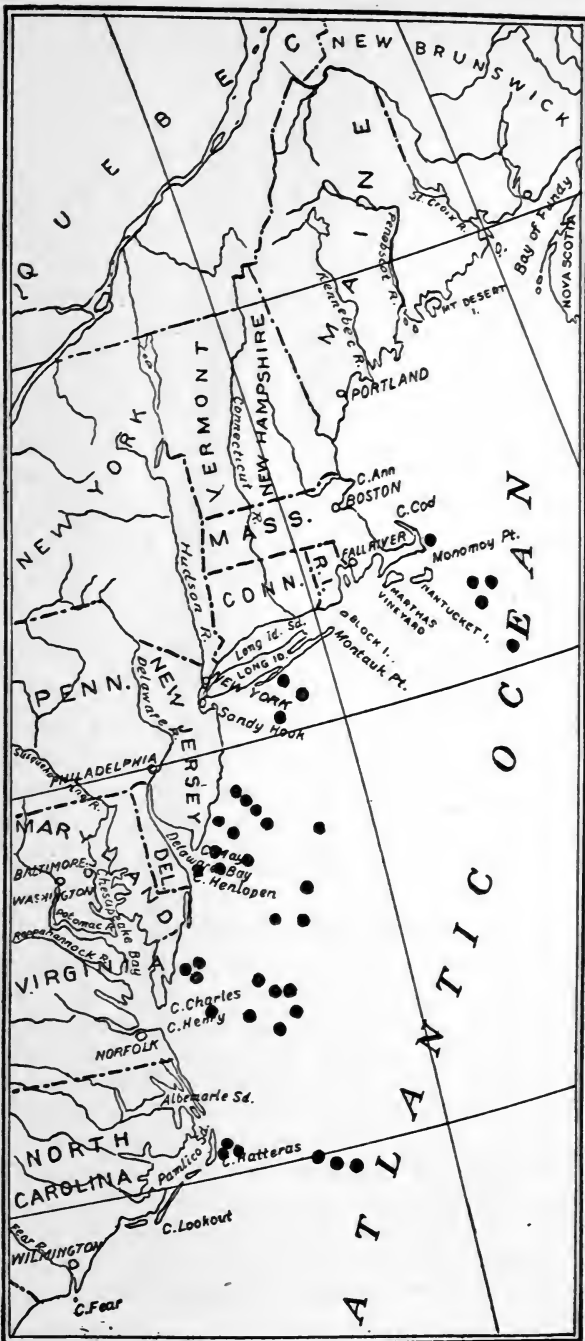 QUEBEC
NEW BRUNSWICK
MAINE
St. Croix R.
Penobscot R.
Kennebec R.
Bay of Fundy
NOVA SCOTIA
MT DESERT
I.
PORTLAND
VERMONT
NEW HAMPSHIRE
Connecticut R.
NEW YORK
Hudson R.
C. Ann
BOSTON
MASS.
C. Cod
FALL RIVER
Monomoy Pt.
CONN.
R.I.
NANTUCKET I.
MARTHAS
VINEYARD
BLOCK I.
Montauk Pt.
Long Id. Sd.
LONG ID.
NEW YORK
Sandy Hook
PENN.
NEW JERSEY
Delaware R.
PHILADELPHIA
Susquehanna R.
MARYLAND
DEL.
C. May
Delaware Bay
C. Henlopen
BALTIMORE
WASHINGTON
Chesapeake Bay
Potomac R.
Rappahannock R.
VIRGINIA
C. Charles
C. Henry
NORFOLK
Albemarle Sd.
NORTH
CAROLINA
Pamlico Sd.
C. Hatteras
C. Lookout
Fear R.
WILMINGTON
C. Fear
ATLANTIC OCEAN